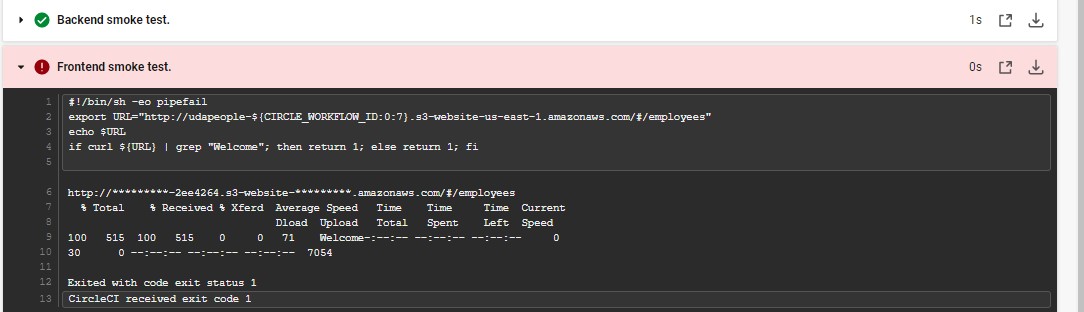 Backend smoke test. 1s
Frontend smoke test. 0s
1 #!/bin/sh -eo pipefail
2 export URL="http://udapeople-${CIRCLE_WORKFLOW_ID:0:7}.s3-website-us-east-1.amazonaws.com/#/employees"
3 echo $URL
4 if curl ${URL} | grep "Welcome"; then return 1; else return 1; fi
5
6 http://*********-2ee4264.s3-website-*********.amazonaws.com/#/employees
7 % Total % Received % Xferd Average Speed Time Time Time Current
8 Dload Upload Total Spent Left Speed
9 100 515 100 515 0 0 71 Welcome-:--:-- --:--:-- --:--:-- 0
10 30 0 --:--:-- --:--:-- --:--:-- 7054
11
12 Exited with code exit status 1
13 CircleCI received exit code 1